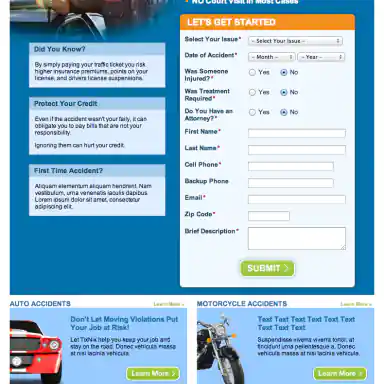 NO Court Visit in Most Cases
LET'S GET STARTED
Select Your Issue* - Select Your Issue -
Date of Accident* - Month - - Year -
Was Someone Injured?* Yes No
Was Treatment Required* Yes No
Do You Have an Attorney?* Yes No
First Name*
Last Name*
Cell Phone*
Backup Phone
Email*
Zip Code*
Brief Description*
SUBMIT
Did You Know?
By simply paying your traffic ticket you risk
higher insurance premiums, points on your
license, and drivers license suspensions.
Protect Your Credit
Even if the accident wasn't your fairly, it can
obligate you to pay bills that are not your
responsibility.
Ignoring them can hurt your credit.
First Time Accident?
Aliquam elementum aliquam hendrerit. Nam
vestibulum, urna venenatis iaculis dapibus
Lorem ipsum dolor sit amet, consectetur
adipiscing elit.
AUTO ACCIDENTS Learn More »
Don't Let Moving Violations Put
Your Job at Risk!
Let TixNix help you keep your job and
stay on the road. Donec vehicula massa
at nisl lacinia vehicula.
Learn More
MOTORCYCLE ACCIDENTS Learn More »
Text Text Text Text Text Text
Text Text Text
Suspendisse viverra viverra tortor, at
tincidunt urna pellentesque a. Donec
vehicula massa at nisl lacinia vehicula.
Learn More